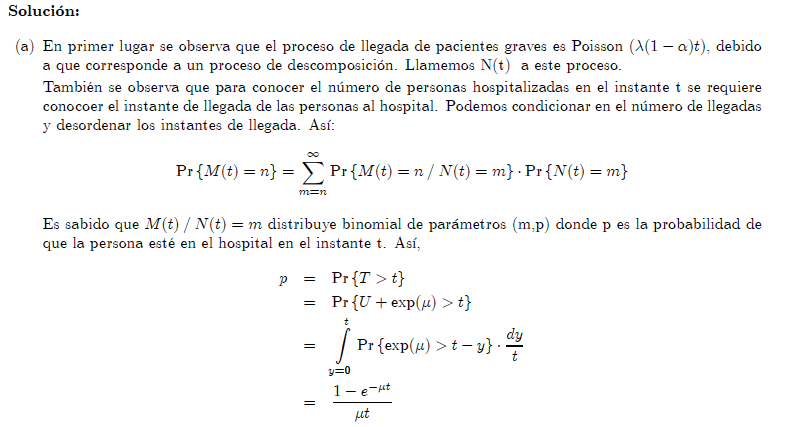 Solución:
(a) En primer lugar se observa que el proceso de llegada de pacientes graves es Poisson (λ(1 − α)t), debido
a que corresponde a un proceso de descomposición. Llamemos N(t) a este proceso.
También se observa que para conocer el número de personas hospitalizadas en el instante t se requiere
conocoer el instante de llegada de las personas al hospital. Podemos condicionar en el número de llegadas
y desordenar los instantes de llegada. Así:
Pr {M(t) = n} = ∑_{m=n}^{∞} Pr {M(t) = n / N(t) = m} · Pr {N(t) = m}
Es sabido que M(t) / N(t) = m distribuye binomial de parámetros (m,p) donde p es la probabilidad de
que la persona esté en el hospital en el instante t. Así,
p = Pr {T > t}
= Pr {U + exp(μ) > t}
= ∫_{y=0}^{t} Pr {exp(μ) > t − y} · dy/t
= (1 − e^{−μt})/(μt)